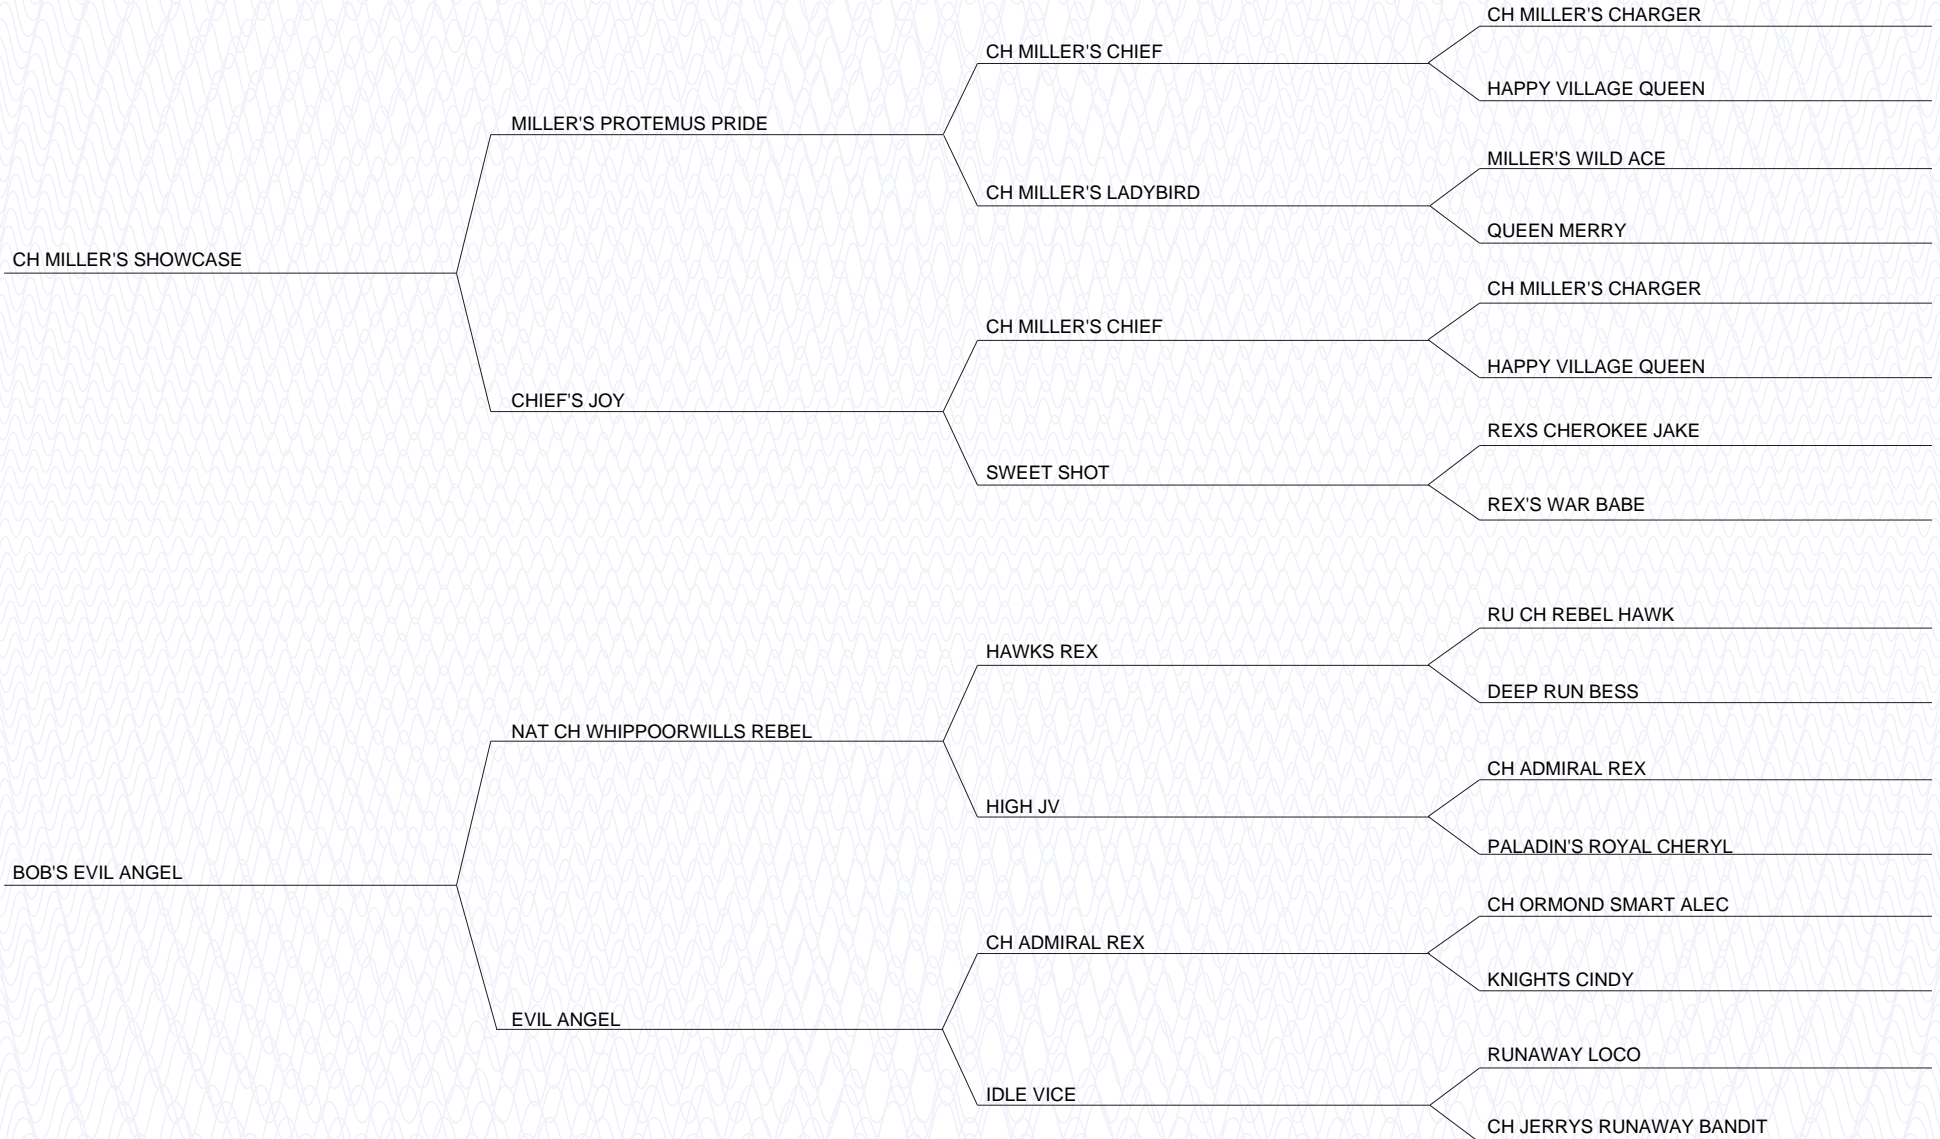 CH MILLER'S CHARGER
CH MILLER'S CHIEF
HAPPY VILLAGE QUEEN
MILLER'S PROTEMUS PRIDE
MILLER'S WILD ACE
CH MILLER'S LADYBIRD
QUEEN MERRY
CH MILLER'S SHOWCASE
CH MILLER'S CHARGER
CH MILLER'S CHIEF
HAPPY VILLAGE QUEEN
CHIEF'S JOY
REXS CHEROKEE JAKE
SWEET SHOT
REX'S WAR BABE
RU CH REBEL HAWK
HAWKS REX
DEEP RUN BESS
NAT CH WHIPPOORWILLS REBEL
CH ADMIRAL REX
HIGH JV
PALADIN'S ROYAL CHERYL
BOB'S EVIL ANGEL
CH ORMOND SMART ALEC
CH ADMIRAL REX
KNIGHTS CINDY
EVIL ANGEL
RUNAWAY LOCO
IDLE VICE
CH JERRYS RUNAWAY BANDIT